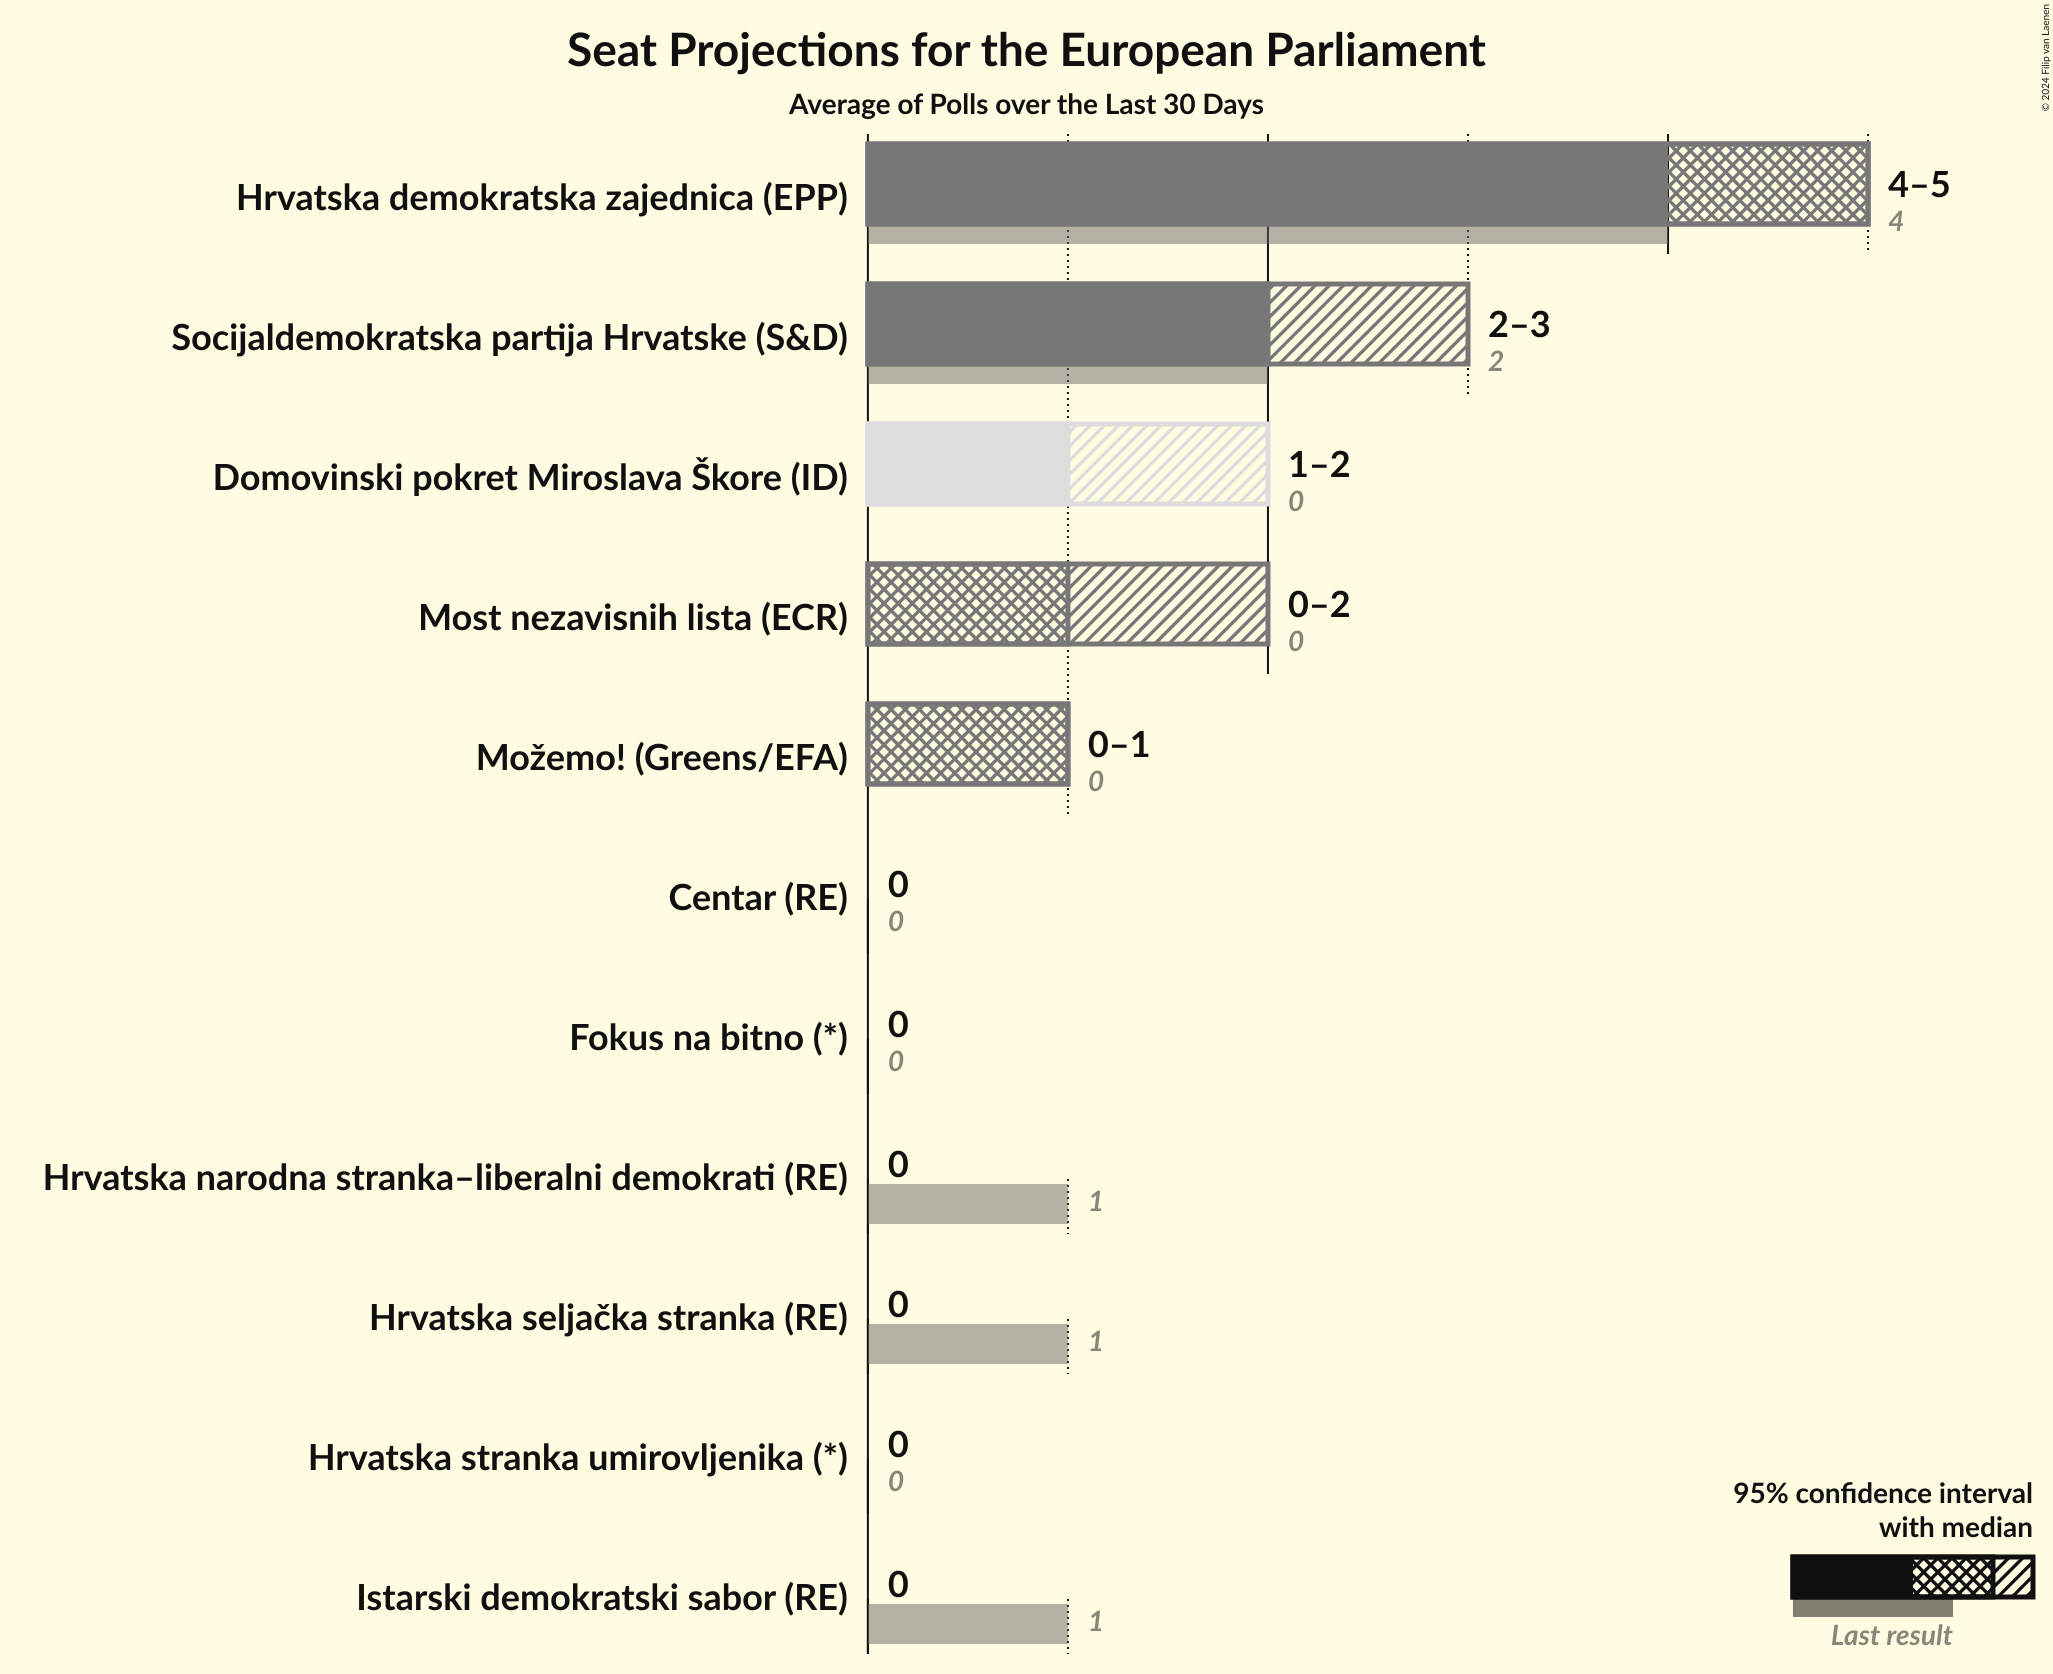 © 2024 Filip van Laenen
Seat Projections for the European Parliament
Average of Polls over the Last 30 Days
Hrvatska demokratska zajednica (EPP)
4–5
4
Socijaldemokratska partija Hrvatske (S&D)
2–3
2
Domovinski pokret Miroslava Škore (ID)
1–2
0
Most nezavisnih lista (ECR)
0–2
0
Možemo! (Greens/EFA)
0–1
0
Centar (RE)
0
0
Fokus na bitno (*)
0
0
Hrvatska narodna stranka–liberalni demokrati (RE)
0
1
Hrvatska seljačka stranka (RE)
0
1
Hrvatska stranka umirovljenika (*)
0
0
Istarski demokratski sabor (RE)
0
1
95% confidence interval
with median
Last result